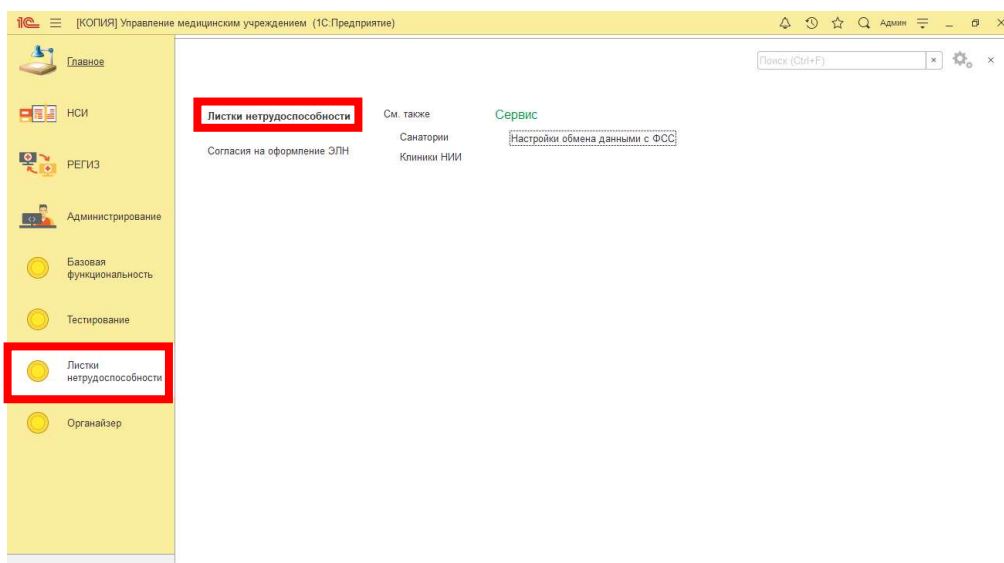 1С [КОПИЯ] Управление медицинским учреждением (1С:Предприятие) Админ
Поиск (Ctrl+F)
Главное
НСИ
РЕГИЗ
Администрирование
Базовая
функциональность
Тестирование
Листки
нетрудоспособности
Органайзер
Листки нетрудоспособности
Согласия на оформление ЭЛН
См. также
Санатории
Клиники НИИ
Сервис
Настройки обмена данными с ФСС